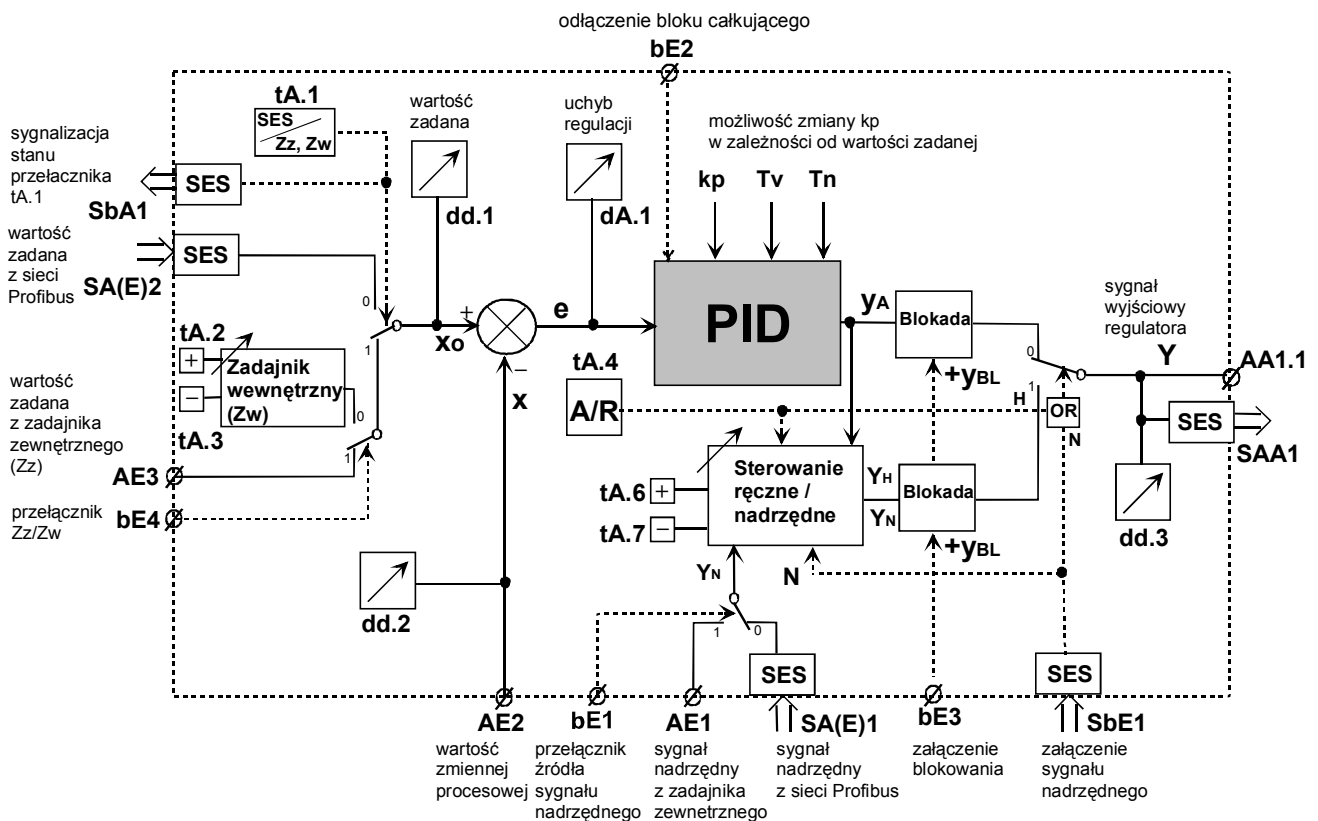 odłączenie bloku całkującego
bE2
tA.1
SES
Zz, Zw
wartość
zadana
uchyb
regulacji
możliwość zmiany kp
w zależności od wartości zadanej
sygnalizacja
stanu
przełacznika
tA.1
SES
SbA1
dd.1
dA.1
kp
Tv
Tn
wartość
zadana
z sieci
Profibus
SES
SA(E)2
0
1
+
xo
−
x
e
PID
yA
Blokada
+yBL
0
1
H
sygnał
wyjściowy
regulatora
Y
AA1.1
tA.2
+
−
tA.3
Zadajnik
wewnętrzny
(Zw)
0
1
wartość
zadana
z zadajnika
zewnętrznego
(Zz)
AE3
przełącznik
Zz/Zw
bE4
tA.4
A/R
OR
N
SES
SAA1
tA.6
+
tA.7
−
Sterowanie
ręczne /
nadrzędne
YH
YN
Blokada
+yBL
dd.3
dd.2
YN
N
1
0
SES
SES
AE2
bE1
AE1
SA(E)1
bE3
SbE1
wartość
zmiennej
procesowej
przełącznik
źródła
sygnału
nadrzędnego
sygnał
nadrzędny
z zadajnika
zewnetrznego
sygnał
nadrzędny
z sieci Profibus
załączenie
blokowania
załączenie
sygnału
nadrzędnego